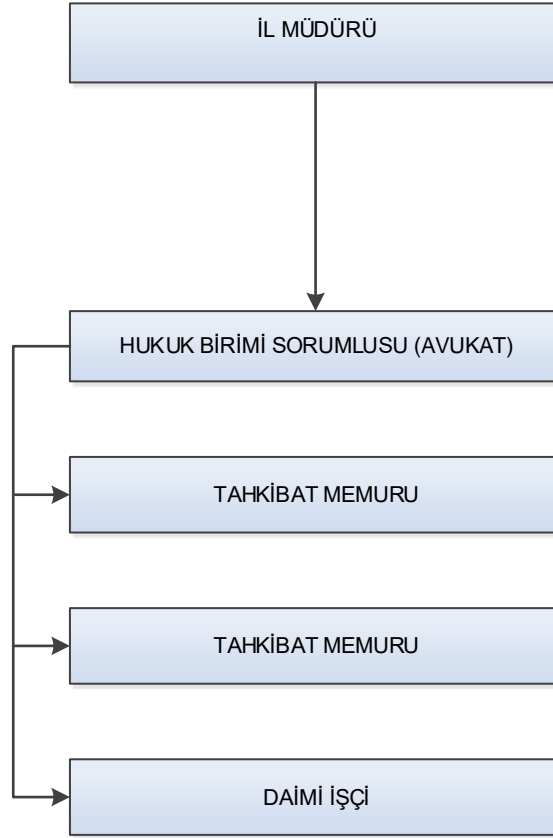 İL MÜDÜRÜ
HUKUK BİRİMİ SORUMLUSU (AVUKAT)
TAHKİBAT MEMURU
TAHKİBAT MEMURU
DAİMİ İŞÇİ